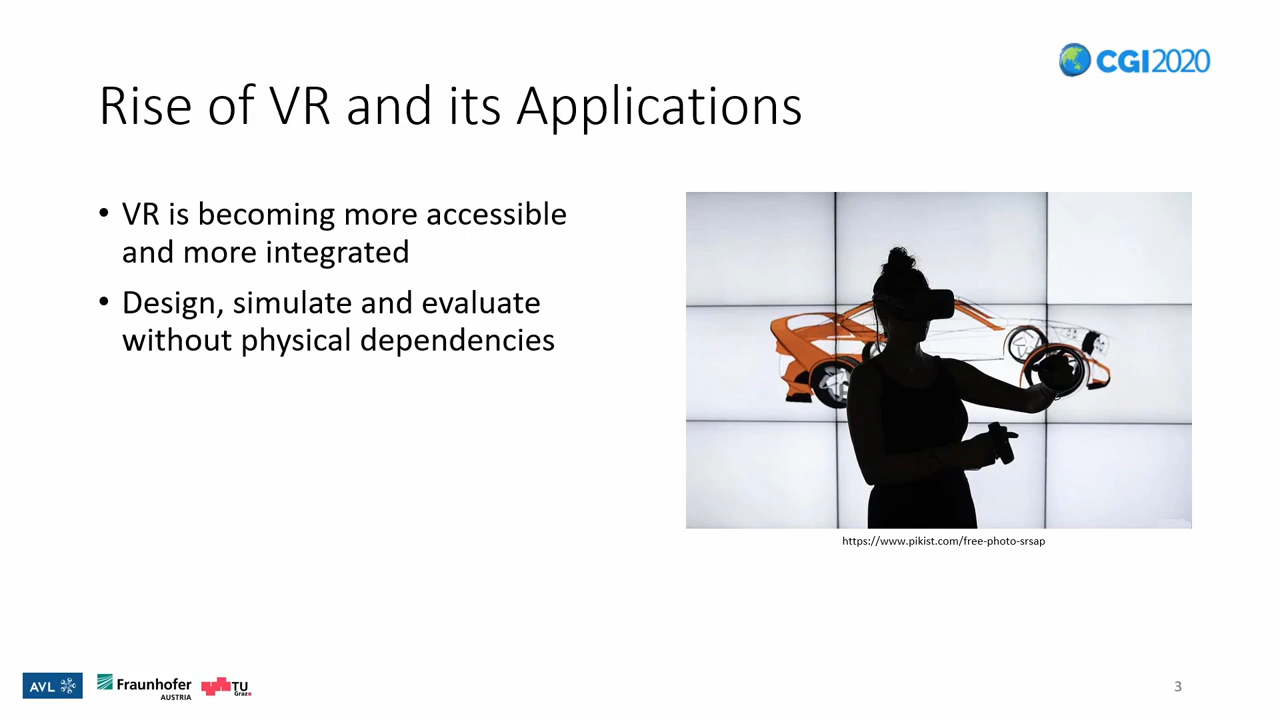 CGI2020
Rise of VR and its Applications
• VR is becoming more accessible
and more integrated
• Design, simulate and evaluate
without physical dependencies
https://www.pikist.com/free-photo-srsap
AVL
Fraunhofer
AUSTRIA
TU
Graz
3